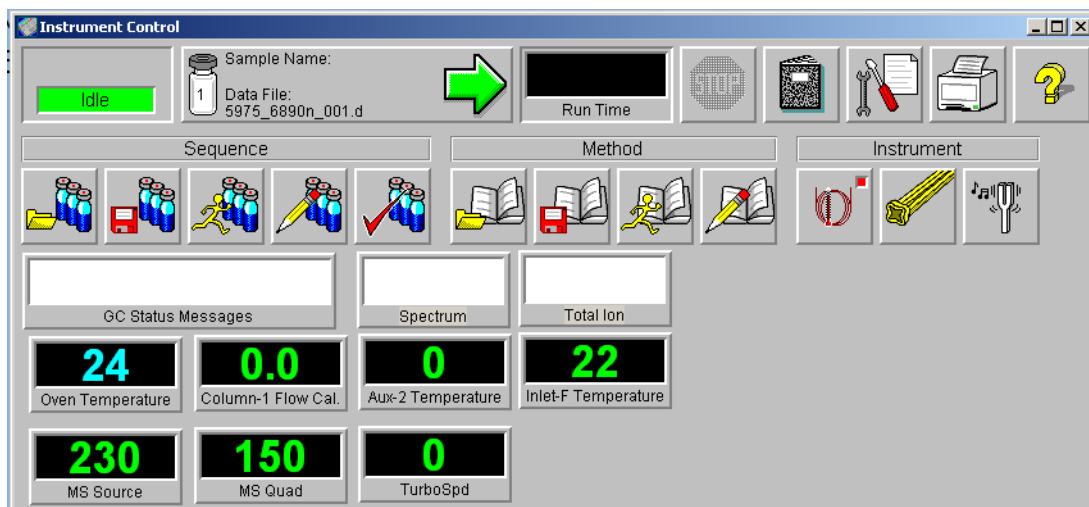 Instrument Control
Idle
1
Sample Name:
Data File:
5975_6890n_001.d
Run Time
STOP
Sequence
Method
Instrument
GC Status Messages
Spectrum
Total Ion
24
0.0
0
22
Oven Temperature
Column-1 Flow Cal.
Aux-2 Temperature
Inlet-F Temperature
230
150
0
MS Source
MS Quad
TurboSpd